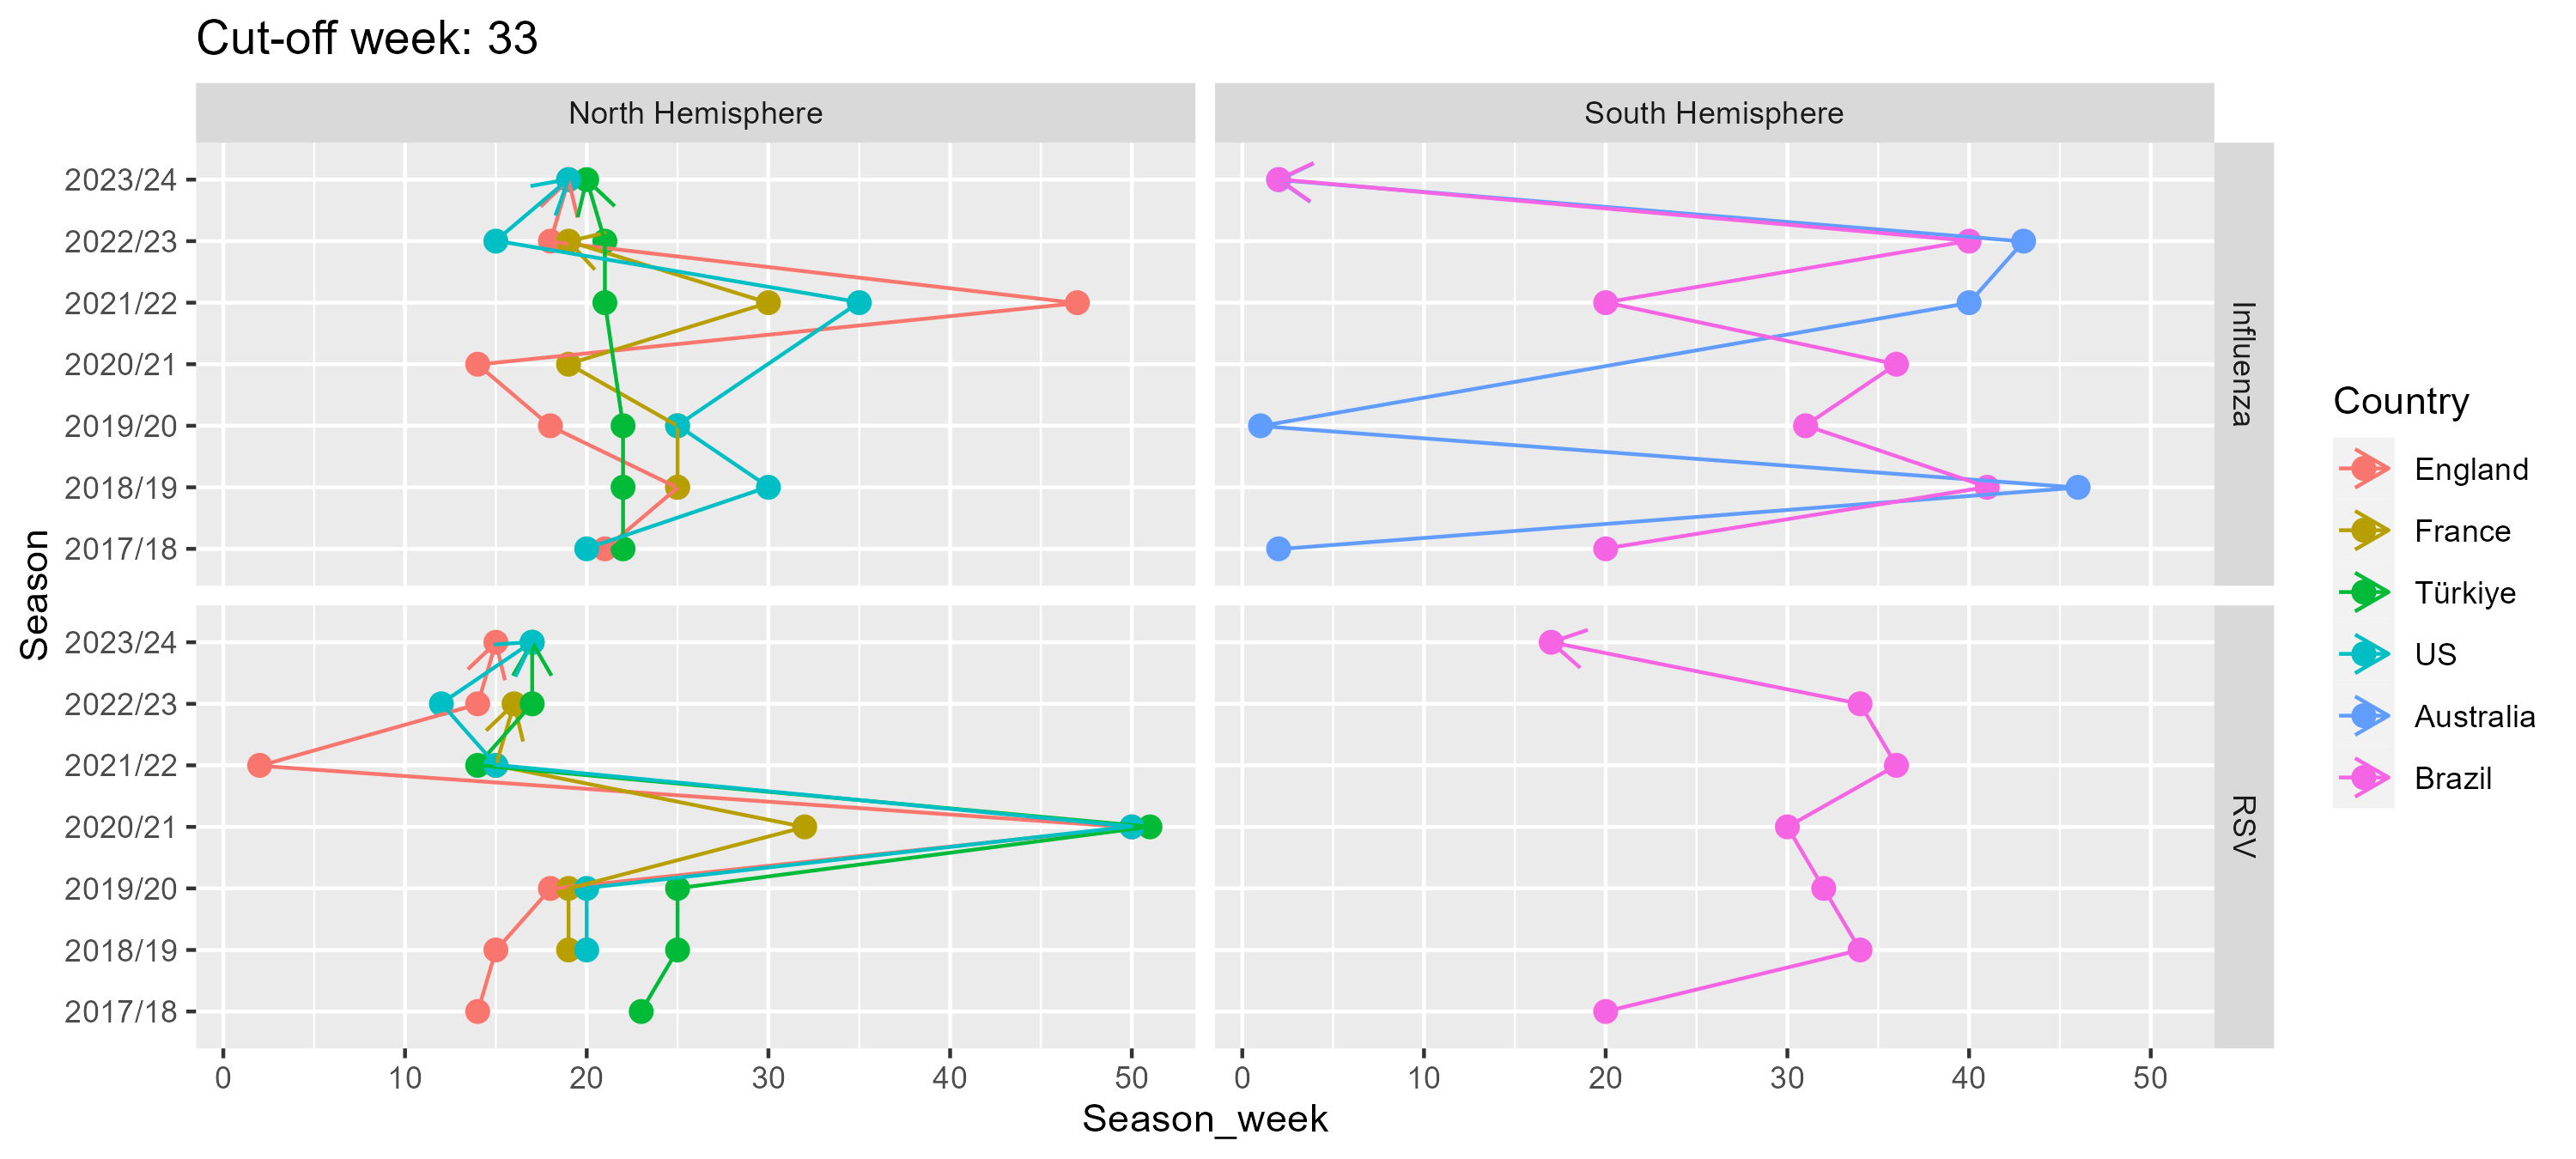 Cut-off week: 33
North Hemisphere
South Hemisphere
2023/24
2022/23
2021/22
2020/21
2019/20
2018/19
2017/18
Influenza
2023/24
2022/23
2021/22
2020/21
2019/20
2018/19
2017/18
RSV
Season
0 10 20 30 40 50
0 10 20 30 40 50
Season_week
Country
England
France
Türkiye
US
Australia
Brazil